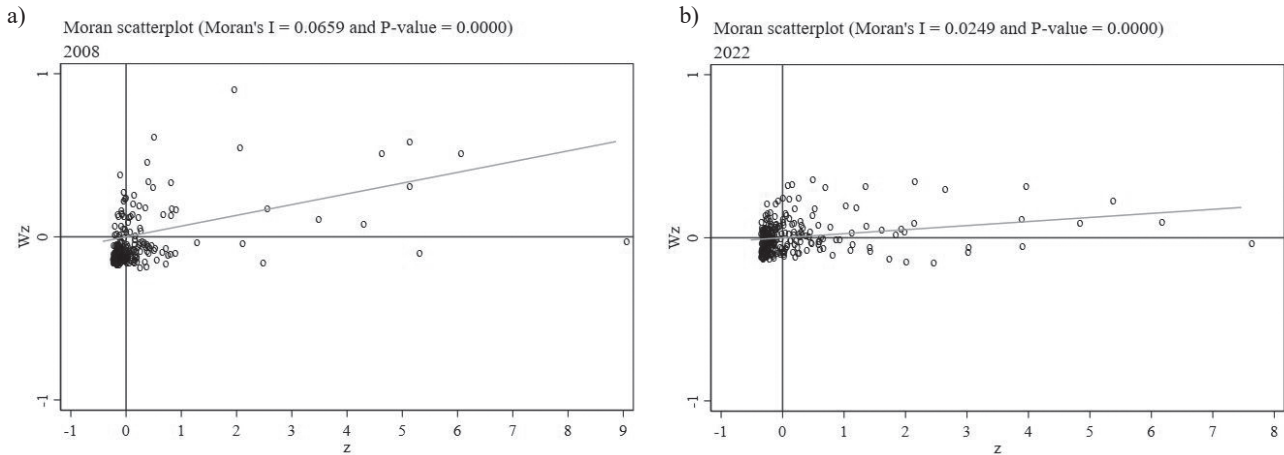 a)
Moran scatterplot (Moran's I = 0.0659 and P-value = 0.0000)
2008
1
0
-1
Wz
-1 0 1 2 3 4 5 6 7 8 9
z
b)
Moran scatterplot (Moran's I = 0.0249 and P-value = 0.0000)
2022
1
0
-1
Wz
-1 0 1 2 3 4 5 6 7 8
z